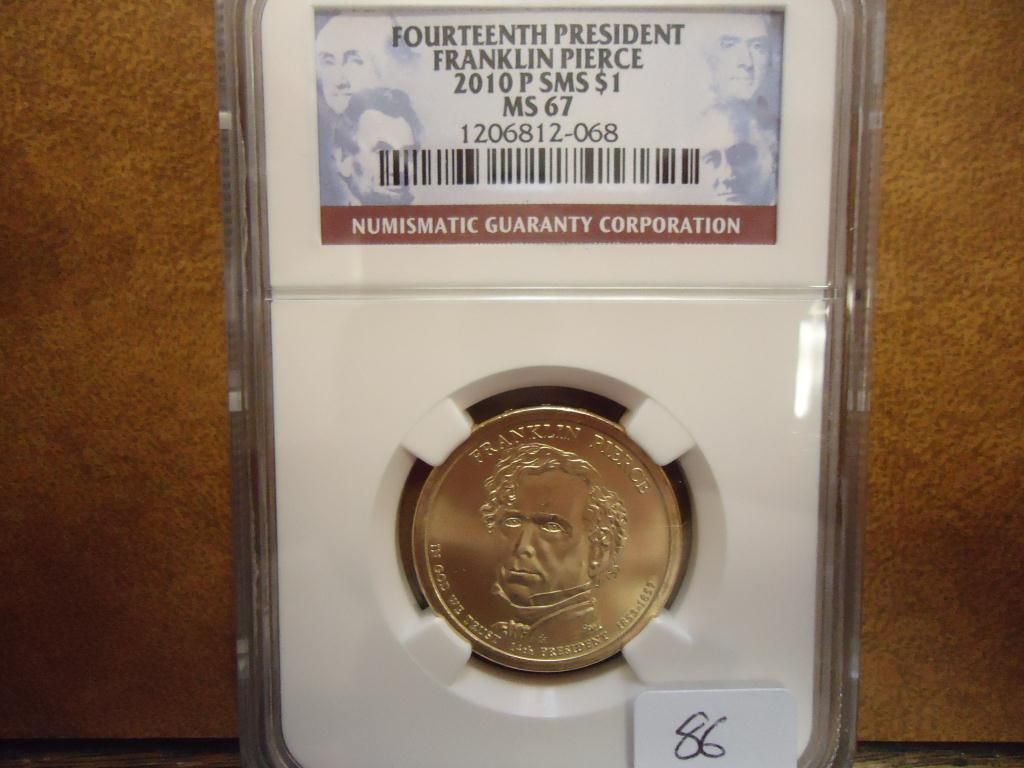 FOURTEENTH PRESIDENT
FRANKLIN PIERCE
2010 P SMS $1
MS 67
1206812-068
NUMISMATIC GUARANTY CORPORATION
FRANKLIN PIERCE
IN GOD WE TRUST 14th PRESIDENT 1853-1857
86